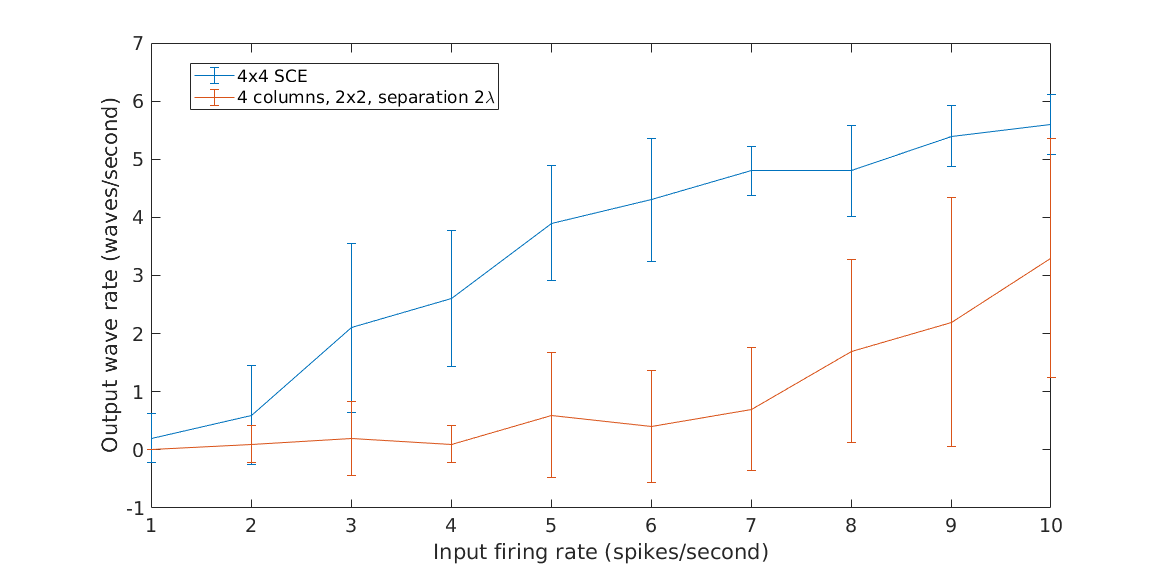 7
6
5
4
3
2
1
0
-1
Output wave rate (waves/second)
4x4 SCE
4 columns, 2x2, separation 2λ
1 2 3 4 5 6 7 8 9 10
Input firing rate (spikes/second)